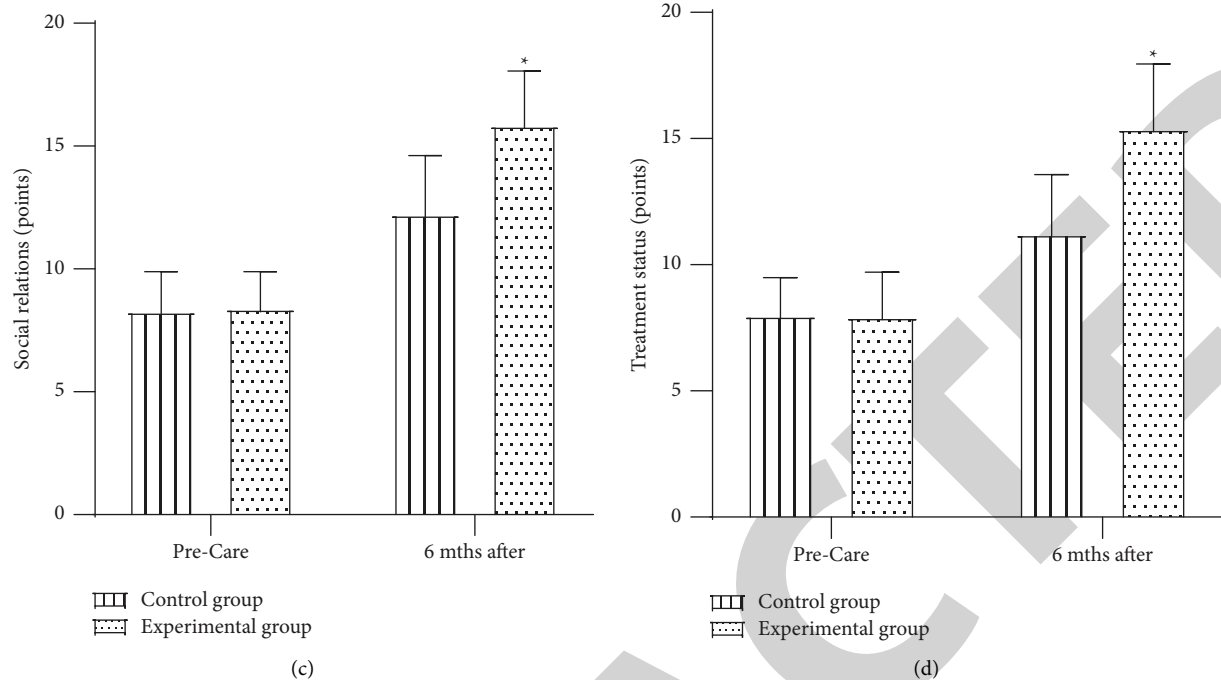 20
15
10
5
0
Social relations (points)
*
Pre-Care
6 mths after
Control group
Experimental group
(c)
20
15
10
5
0
Treatment status (points)
*
Pre-Care
6 mths after
Control group
Experimental group
(d)